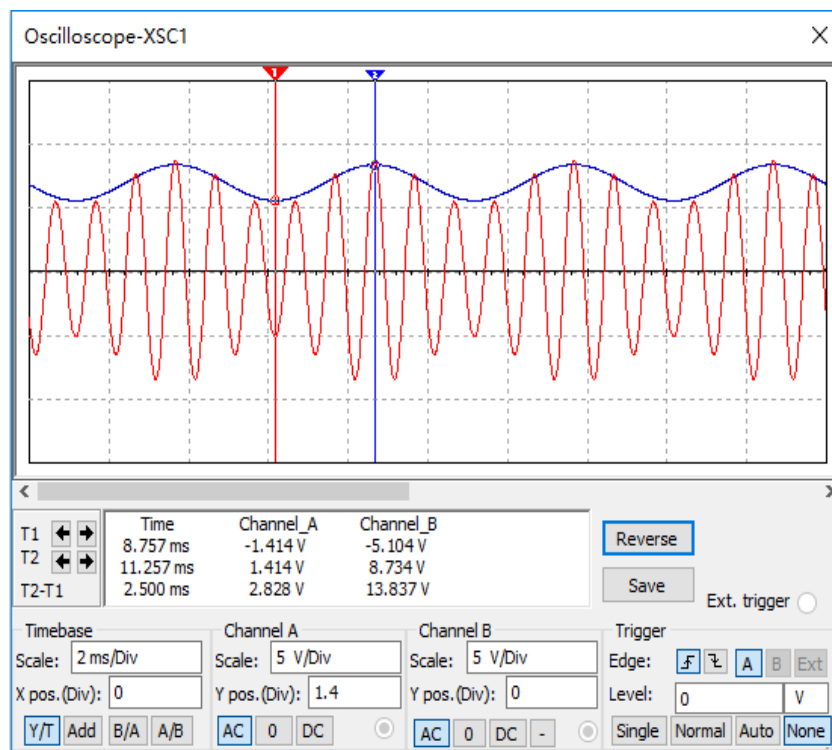 Oscilloscope-XSC1
1 2
T1
T2
T2-T1
Time Channel_A Channel_B
8.757 ms -1.414 V -5.104 V
11.257 ms 1.414 V 8.734 V
2.500 ms 2.828 V 13.837 V
Reverse
Save
Ext. trigger
Timebase
Scale: 2 ms/Div
X pos.(Div): 0
Y/T Add B/A A/B
Channel A
Scale: 5 V/Div
Y pos.(Div): 1.4
AC 0 DC
Channel B
Scale: 5 V/Div
Y pos.(Div): 0
AC 0 DC -
Trigger
Edge: A B Ext
Level: 0 V
Single Normal Auto None